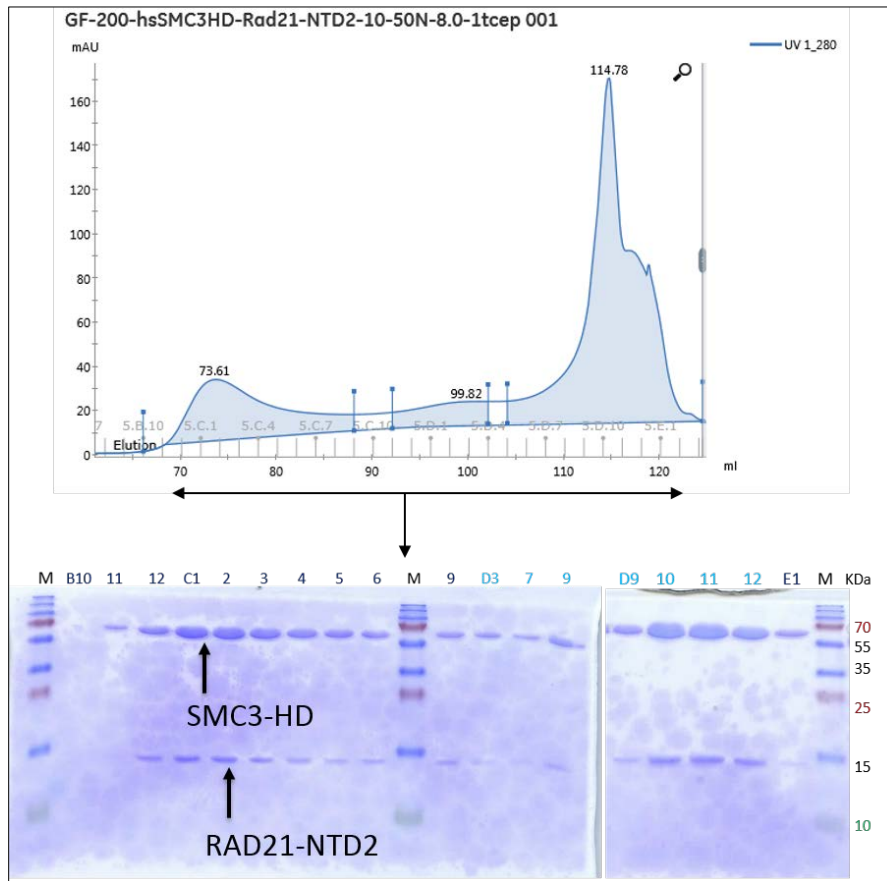 GF-200-hsSMC3HD-Rad21-NTD2-10-50N-8.0-1tcep 001
mAU
UV 1_280
114.78
160
140
120
100
80
60
40
20
0
73.61
99.82
7 5.B.10 5.C.1 5.C.4 5.C.7 5.C.10 5.D.1 5.D.4 5.D.7 5.D.10 5.E.1
Elution
70 80 90 100 110 120 ml
M B10 11 12 C1 2 3 4 5 6 M 9 D3 7 9 D9 10 11 12 E1 M KDa
70
55
35
25
15
10
SMC3-HD
RAD21-NTD2